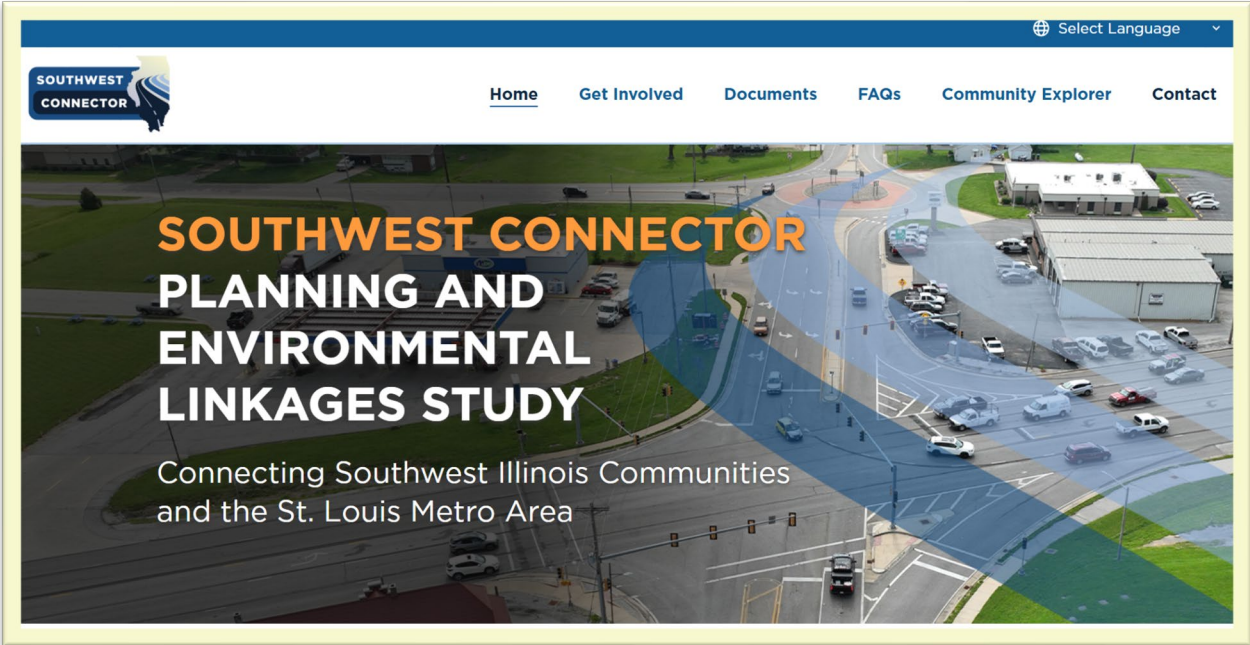 Select Language
SOUTHWEST
CONNECTOR
Home Get Involved Documents FAQs Community Explorer Contact
SOUTHWEST CONNECTOR
PLANNING AND
ENVIRONMENTAL
LINKAGES STUDY
Connecting Southwest Illinois Communities
and the St. Louis Metro Area